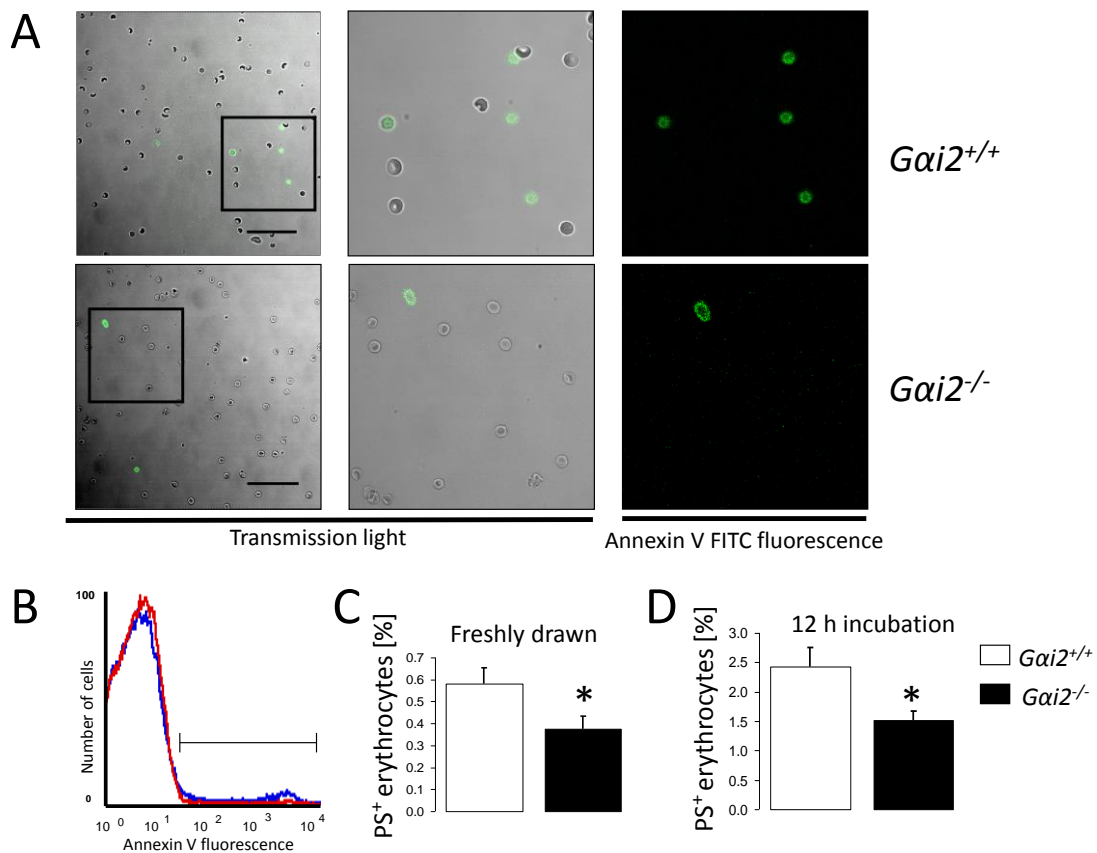 A
Gαi2+/+
Gαi2-/-
Transmission light
Annexin V FITC fluorescence
B
100
Number of cells
0
10 0 10 1 10 2 10 3 10 4
Annexin V fluorescence
C
PS+ erythrocytes [%]
Freshly drawn
0.7
0.6
0.5
0.4
0.3
0.2
0.1
0.0
*
D
PS+ erythrocytes [%]
12 h incubation
3.0
2.5
2.0
1.5
1.0
0.5
0.0
*
Gαi2+/+
Gαi2-/-